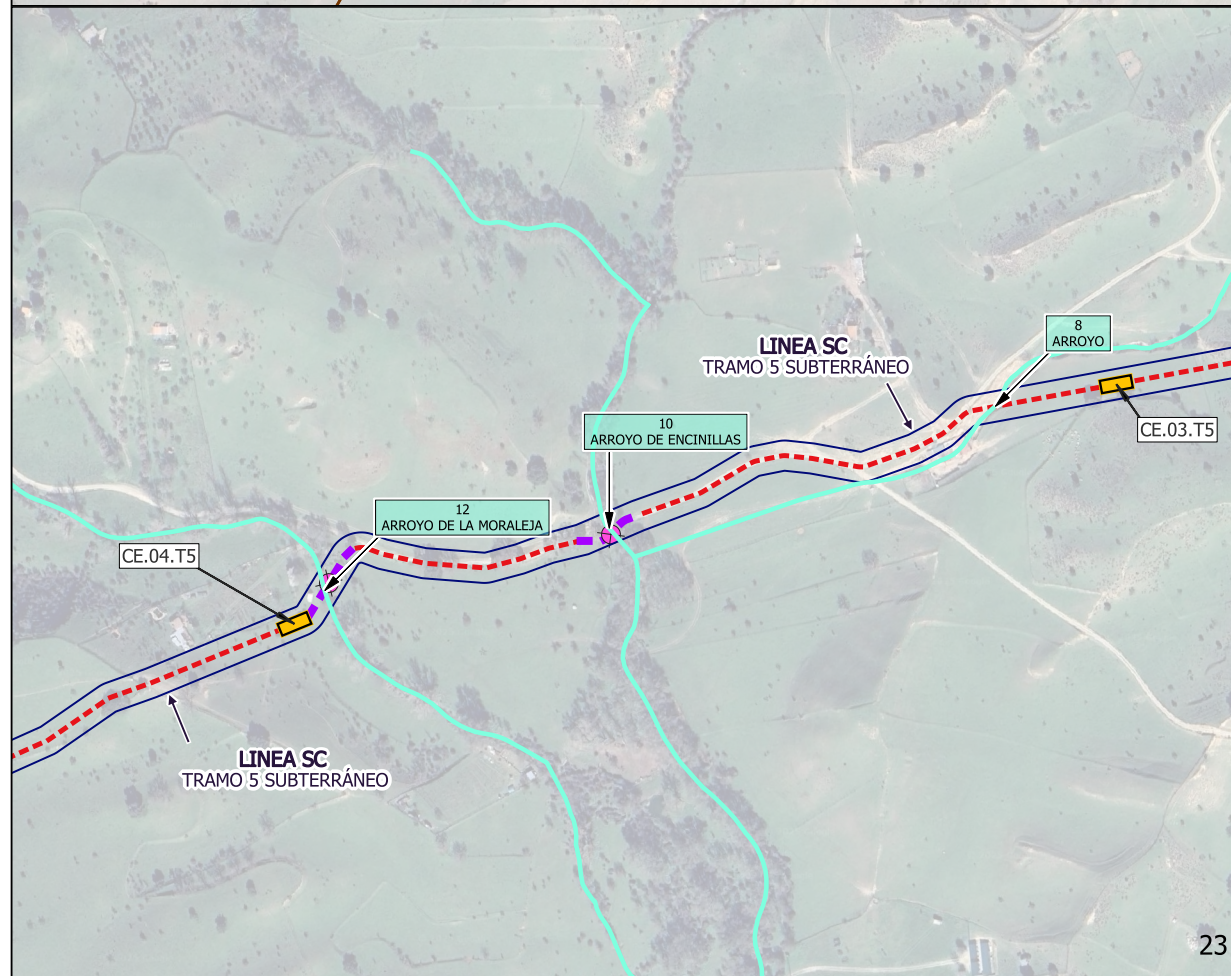 8
ARROYO
LINEA SC
TRAMO 5 SUBTERRÁNEO
CE.03.T5
10
ARROYO DE ENCINILLAS
12
ARROYO DE LA MORALEJA
CE.04.T5
LINEA SC
TRAMO 5 SUBTERRÁNEO
23